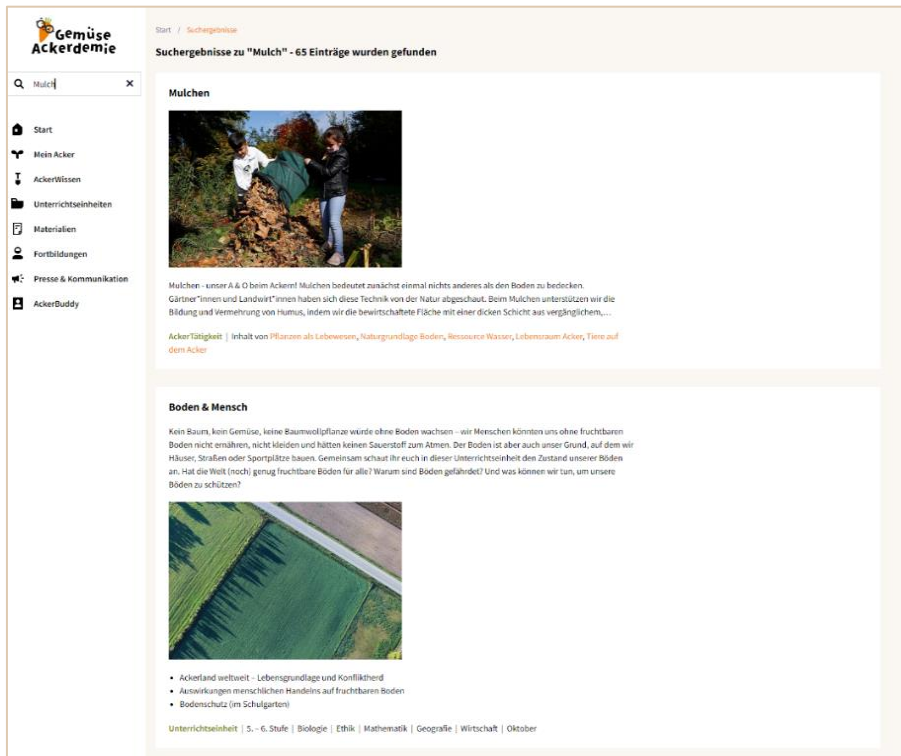 Gemüse
Ackerdemie
Mulch
Start
Mein Acker
AckerWissen
Unterrichtseinheiten
Materialien
Fortbildungen
Presse & Kommunikation
AckerBuddy
Start / Suchergebnisse
Suchergebnisse zu "Mulch" - 65 Einträge wurden gefunden
Mulchen
Mulchen - unser A & O beim Ackern! Mulchen bedeutet zunächst einmal nichts anderes als den Boden zu bedecken.
Gärtner*innen und Landwirt*innen haben sich diese Technik von der Natur abgeschaut. Beim Mulchen unterstützen wir die
Bildung und Vermehrung von Humus, indem wir die bewirtschaftete Fläche mit einer dicken Schicht aus vergänglichem,...
AckerTätigkeit | Inhalt von Pflanzen als Lebewesen, Naturgrundlage Boden, Ressource Wasser, Lebensraum Acker, Tiere auf
dem Acker
Boden & Mensch
Kein Baum, kein Gemüse, keine Baumwollpflanze würde ohne Boden wachsen – wir Menschen könnten uns ohne fruchtbaren
Boden nicht ernähren, nicht kleiden und hätten keinen Sauerstoff zum Atmen. Der Boden ist aber auch unser Grund, auf dem wir
Häuser, Straßen oder Sportplätze bauen. Gemeinsam schaut ihr euch in dieser Unterrichtseinheit den Zustand unserer Böden
an. Hat die Welt (noch) genug fruchtbare Böden für alle? Warum sind Böden gefährdet? Und was können wir tun, um unsere
Böden zu schützen?
• Ackerland weltweit – Lebensgrundlage und Konfliktherd
• Auswirkungen menschlichen Handelns auf fruchtbaren Boden
• Bodenschutz (im Schulgarten)
Unterrichtseinheit | 5. - 6. Stufe | Biologie | Ethik | Mathematik | Geografie | Wirtschaft | Oktober